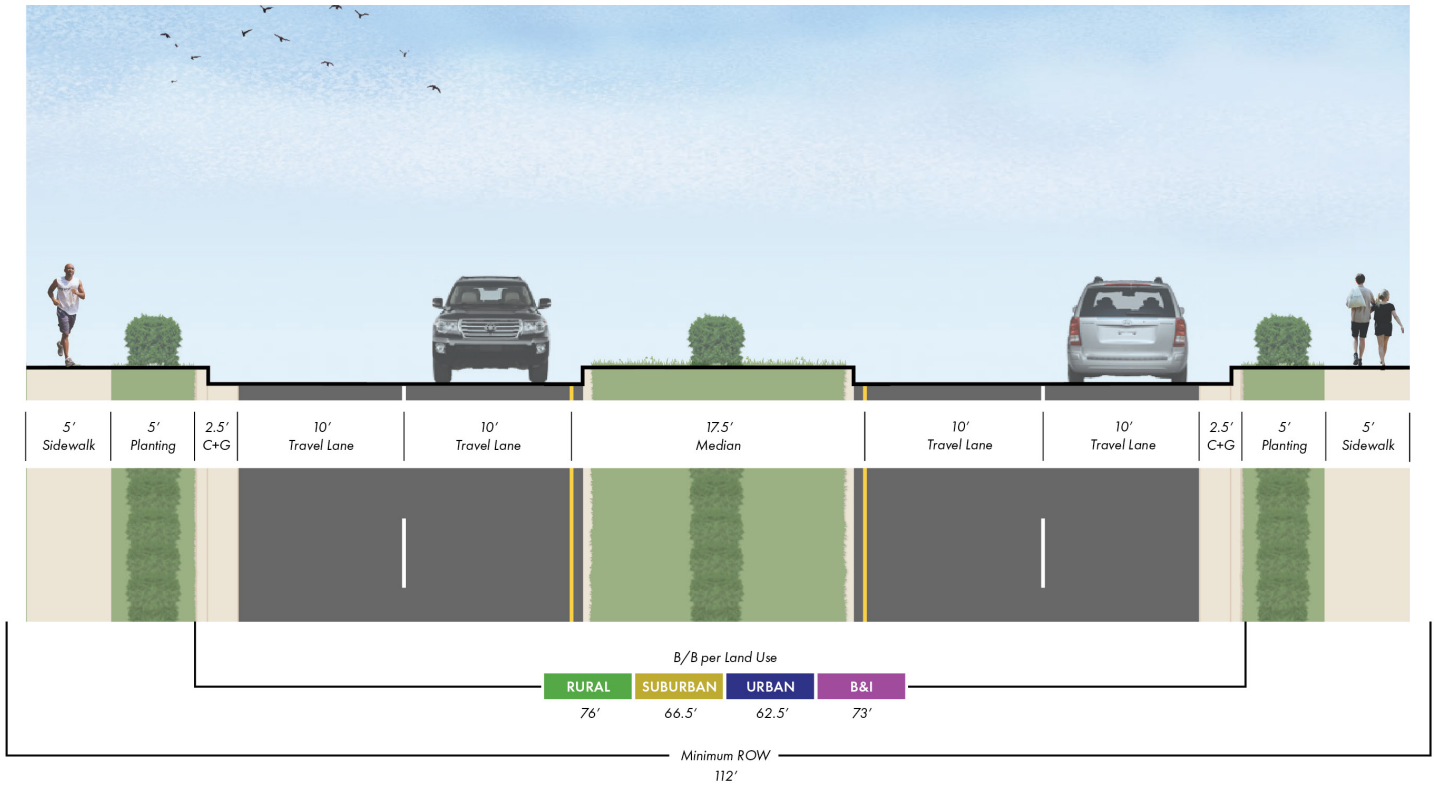 5’ 5’ 2.5’ 10’ 10’ 17.5’ 10’ 10’ 2.5’ 5’ 5’
Sidewalk Planting C+G Travel Lane Travel Lane Median Travel Lane Travel Lane C+G Planting Sidewalk
B/B per Land Use
RURAL SUBURBAN URBAN B&I
76’ 66.5’ 62.5’ 73’
Minimum ROW
112’